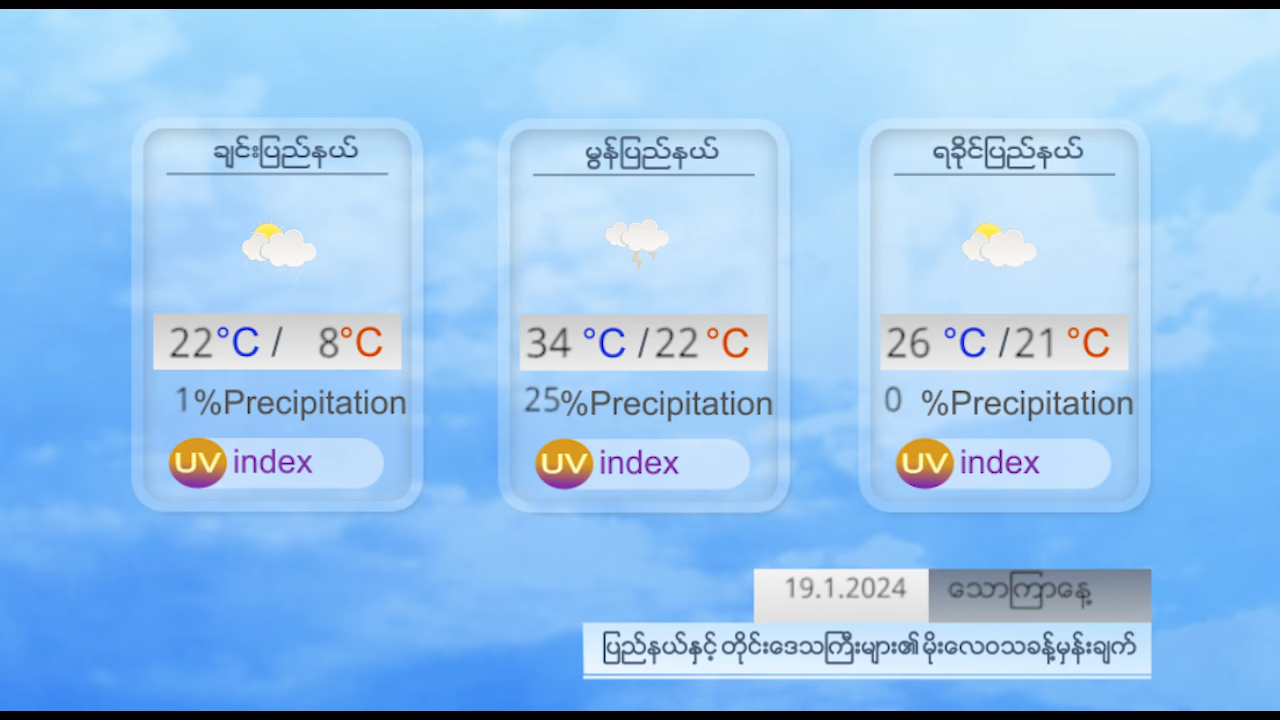 ချင်းပြည်နယ်
22°C / 8°C
1%Precipitation
UV index
မွန်ပြည်နယ်
34 °C /22 °C
25%Precipitation
UV index
ရခိုင်ပြည်နယ်
26 °C /21 °C
0 %Precipitation
UV index
19.1.2024 သောကြာနေ့
ပြည်နယ်နှင့် တိုင်းဒေသကြီးများ၏ မိုးလေဝသခန့်မှန်းချက်